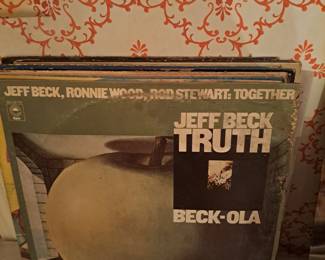 JEFF BECK, RONNIE WOOD, ROD STEWART: TOGETHER
JEFF BECK
TRUTH
BECK-OLA